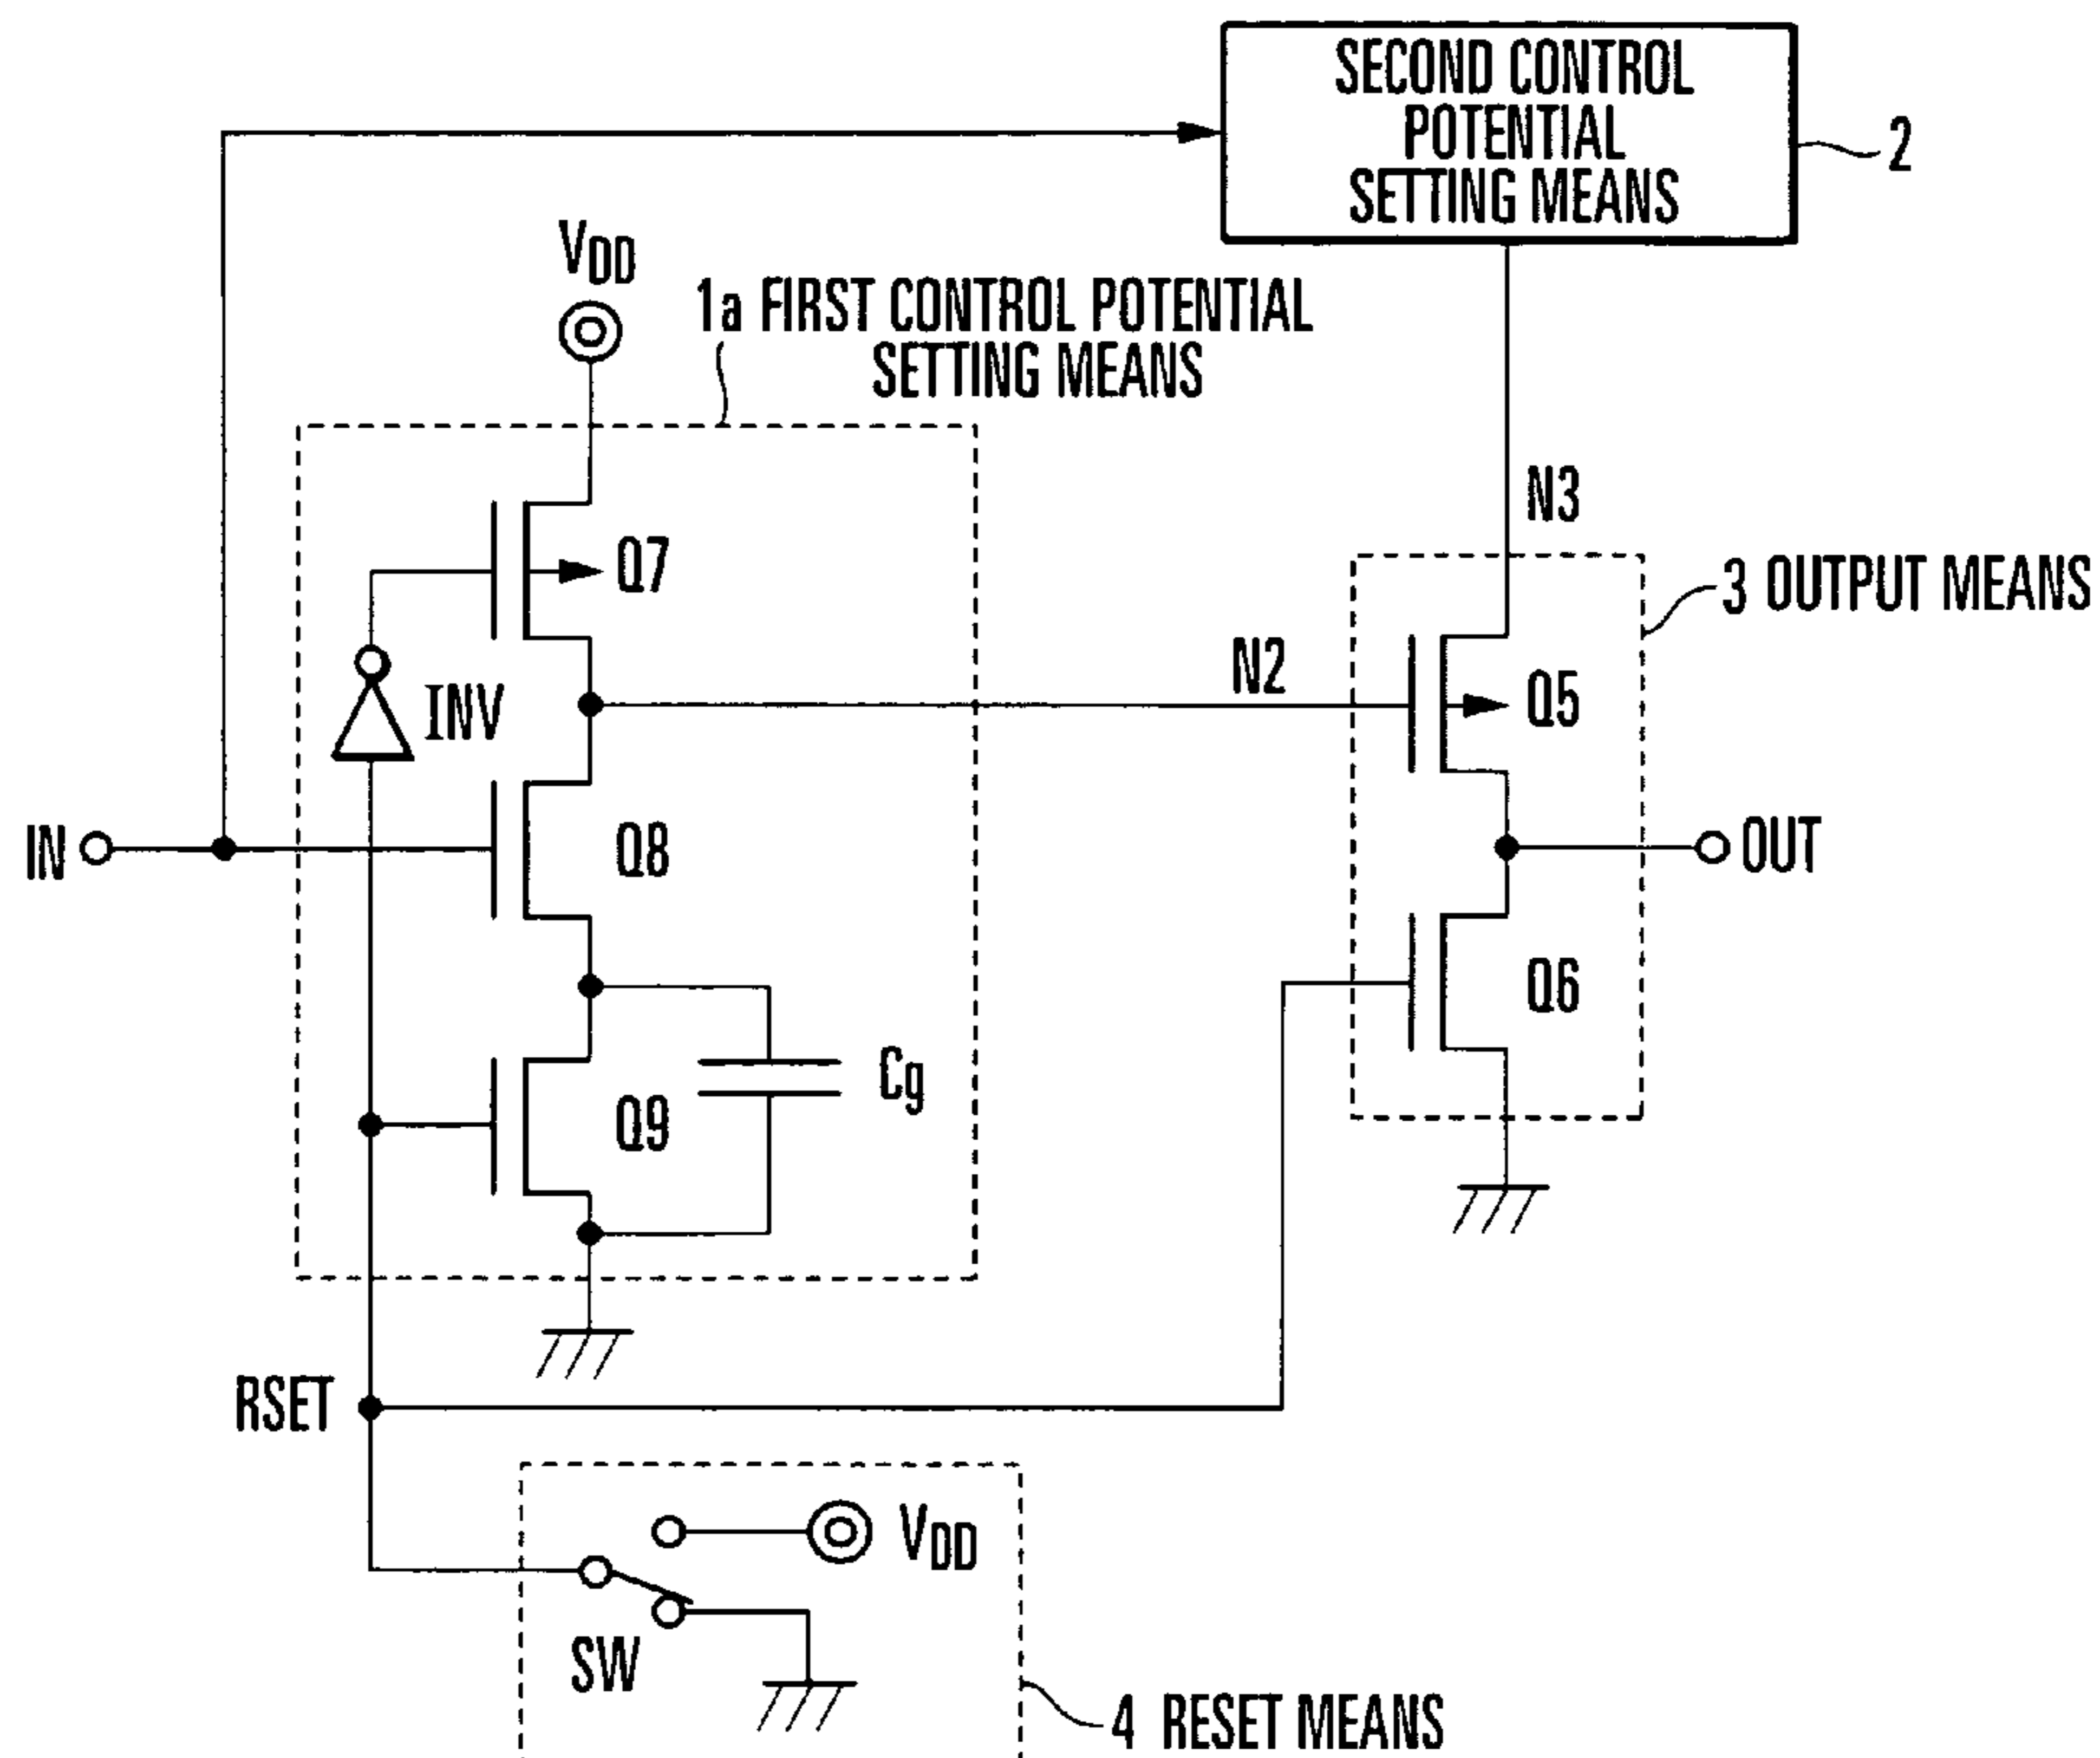 SECOND CONTROL
POTENTIAL
SETTING MEANS
2
VDD
1a FIRST CONTROL POTENTIAL
SETTING MEANS
N3
Q7
3 OUTPUT MEANS
N2
Q5
INV
IN
Q8
OUT
Q6
Cg
Q9
RSET
VDD
SW
4 RESET MEANS